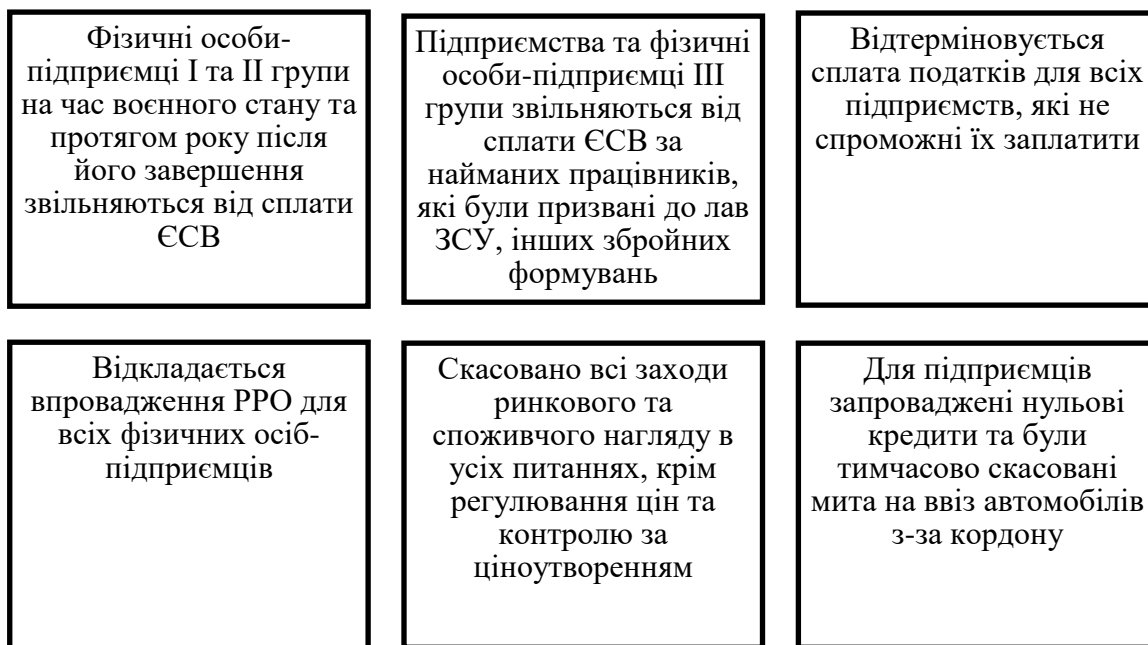 Фізичні особи-
підприємці І та ІІ групи
на час воєнного стану та
протягом року після
його завершення
звільняються від сплати
ЄСВ
Підприємства та фізичні
особи-підприємці ІІІ
групи звільняються від
сплати ЄСВ за
найманих працівників,
які були призвані до лав
ЗСУ, інших збройних
формувань
Відтерміновується
сплата податків для всіх
підприємств, які не
спроможні їх заплатити
Відкладається
впровадження РРО для
всіх фізичних осіб-
підприємців
Скасовано всі заходи
ринкового та
споживчого нагляду в
усіх питаннях, крім
регулювання цін та
контролю за
ціноутворенням
Для підприємців
запроваджені нульові
кредити та були
тимчасово скасовані
мита на ввіз автомобілів
з-за кордону